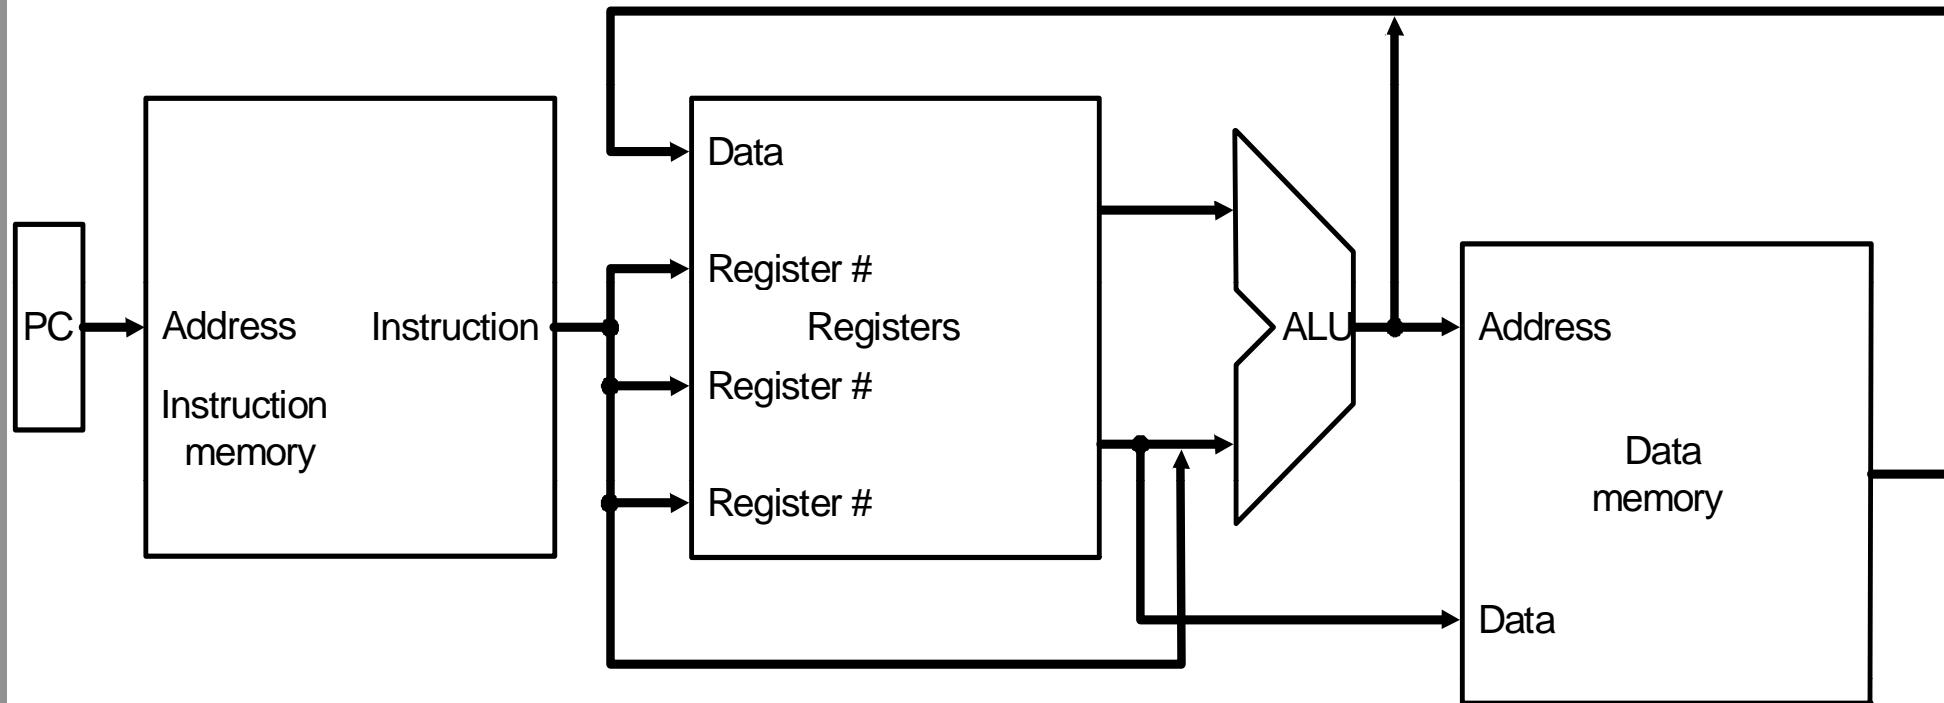 PC
Address
Instruction
Instruction
memory
Data
Register #
Registers
Register #
Register #
ALU
Address
Data
memory
Data